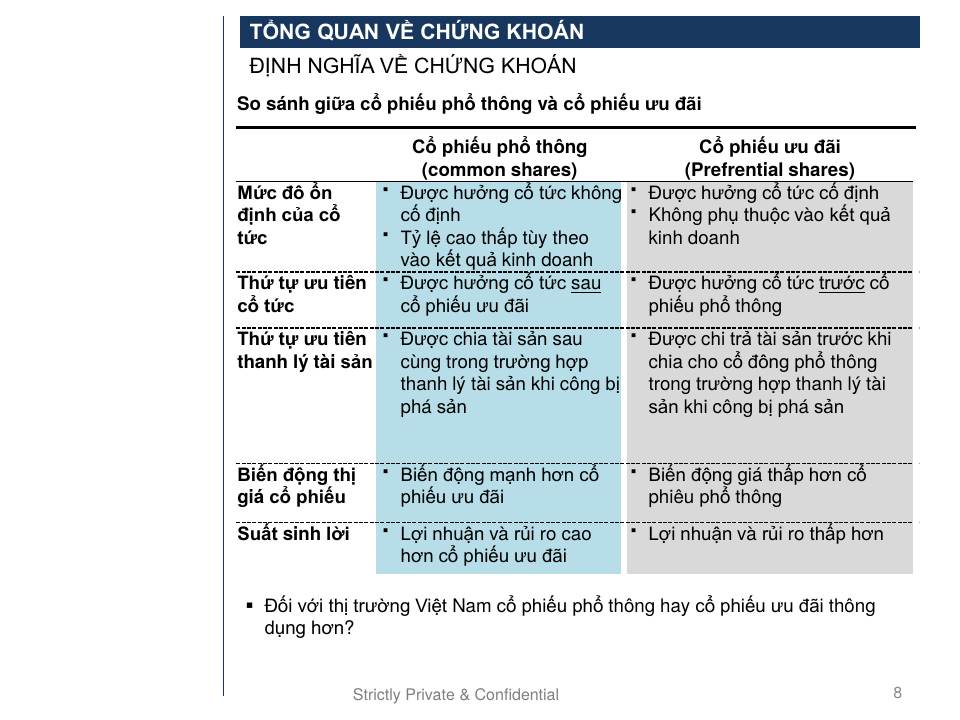 TỔNG QUAN VỀ CHỨNG KHOÁN
ĐỊNH NGHĨA VỀ CHỨNG KHOÁN
So sánh giữa cổ phiếu phổ thông và cổ phiếu ưu đãi
Cổ phiếu phổ thông
(common shares)
Cổ phiếu ưu đãi
(Prefrential shares)
Mức đô ổn
định của cổ
tức
▪ Được hưởng cổ tức không
cố định
▪ Tỷ lệ cao thấp tùy theo
vào kết quả kinh doanh
▪ Được hưởng cổ tức cố định
▪ Không phụ thuộc vào kết quả
kinh doanh
Thứ tự ưu tiên
cổ tức
▪ Được hưởng cổ tức sau
cổ phiếu ưu đãi
▪ Được hưởng cổ tức trước cổ
phiếu phổ thông
Thứ tự ưu tiên
thanh lý tài sản
▪ Được chia tài sản sau
cùng trong trường hợp
thanh lý tài sản khi công bị
phá sản
▪ Được chi trả tài sản trước khi
chia cho cổ đông phổ thông
trong trường hợp thanh lý tài
sản khi công bị phá sản
Biến động thị
giá cổ phiếu
▪ Biến động mạnh hơn cổ
phiếu ưu đãi
▪ Biến động giá thấp hơn cổ
phiêu phổ thông
Suất sinh lời
▪ Lợi nhuận và rủi ro cao
hơn cổ phiếu ưu đãi
▪ Lợi nhuận và rủi ro thấp hơn
▪ Đối với thị trường Việt Nam cổ phiếu phổ thông hay cổ phiếu ưu đãi thông
dụng hơn?
Strictly Private & Confidential
8